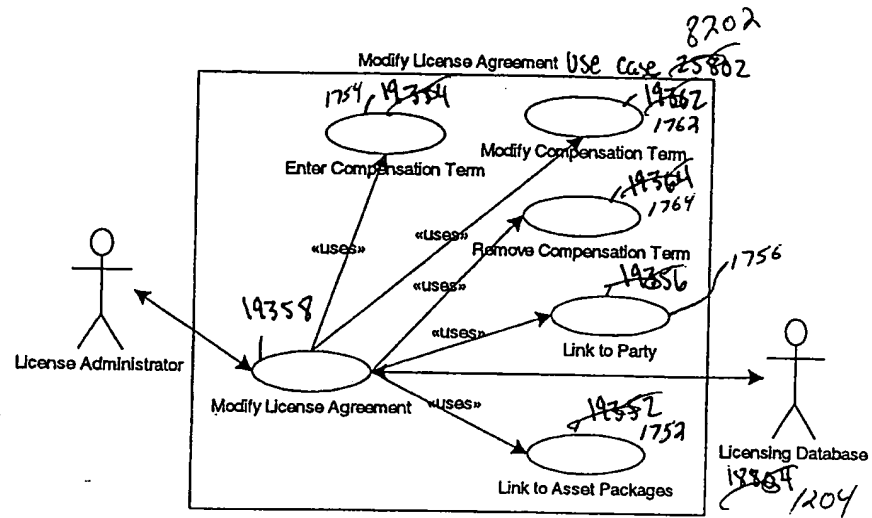 8202
Modify License Agreement Use case 25802
1754 19354
19362
1762
Enter Compensation Term
Modify Compensation Term
19364
1764
«uses»
«uses»
Remove Compensation Term
19356
1756
«uses»
19358
«uses»
License Administrator
Link to Party
Modify License Agreement
«uses»
19352
1752
Licensing Database
Link to Asset Packages
18804
1204